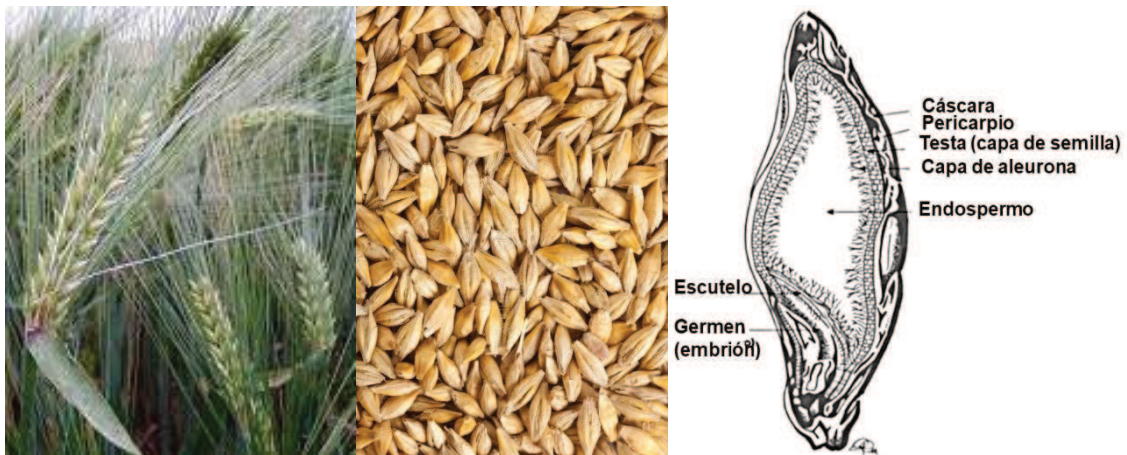 Cáscara
Pericarpio
Testa (capa de semilla)
Capa de aleurona
Endospermo
Escutelo
Germen
(embrión)